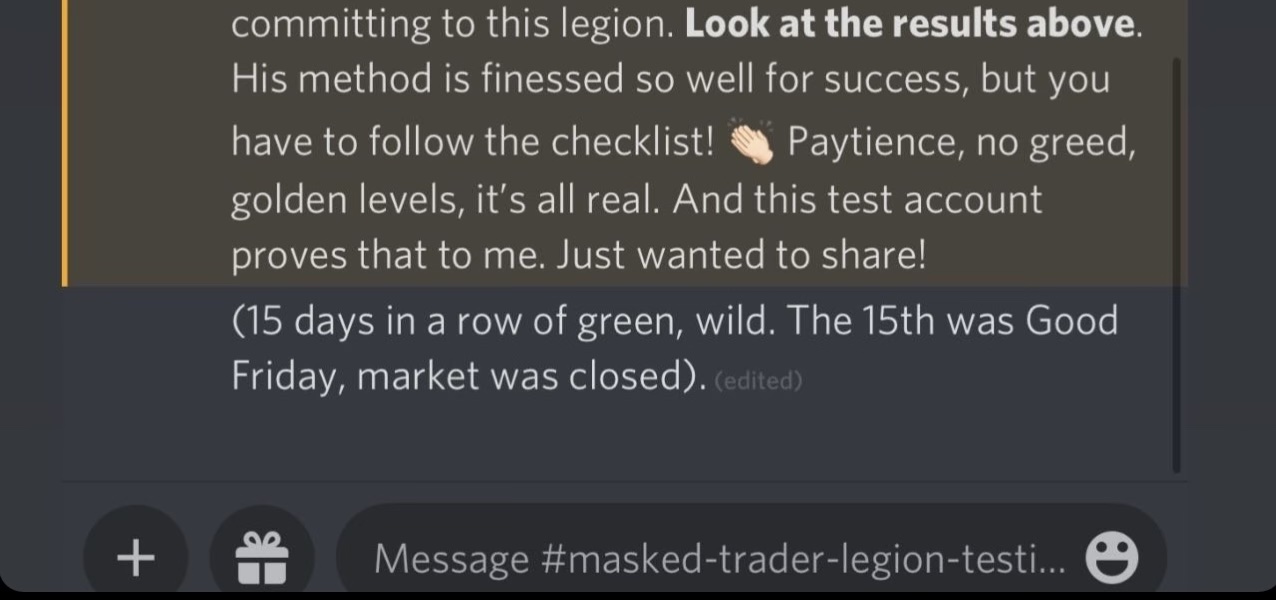 committing to this legion. Look at the results above.
His method is finessed so well for success, but you
have to follow the checklist! 👏🏻 Paytience, no greed,
golden levels, it's all real. And this test account
proves that to me. Just wanted to share!
(15 days in a row of green, wild. The 15th was Good
Friday, market was closed). (edited)
Message #masked-trader-legion-testi...